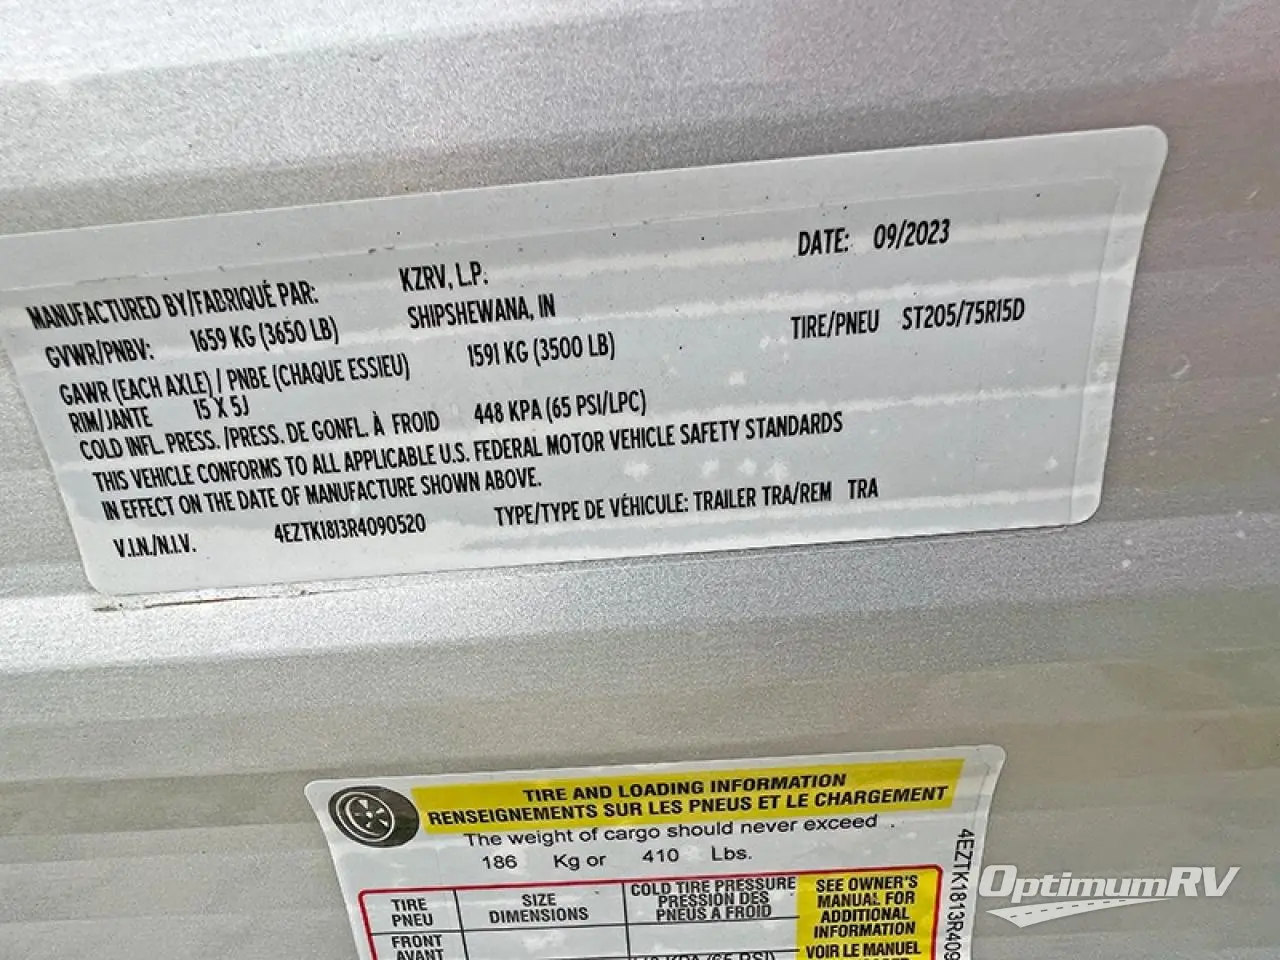 MANUFACTURED BY/FABRIQUÉ PAR: KZRV, L.P. DATE: 09/2023
SHIPSHEWANA, IN
GVWR/PNBV: 1659 KG (3650 LB) TIRE/PNEU ST205/75R15D
GAWR (EACH AXLE) / PNBE (CHAQUE ESSIEU) 1591 KG (3500 LB)
RIM/JANTE 15 X 5J
COLD INFL. PRESS. /PRESS. DE GONFL. À FROID 448 KPA (65 PSI/LPC)
THIS VEHICLE CONFORMS TO ALL APPLICABLE U.S. FEDERAL MOTOR VEHICLE SAFETY STANDARDS
IN EFFECT ON THE DATE OF MANUFACTURE SHOWN ABOVE.
V.I.N./N.I.V. 4EZTK1813R4090520 TYPE/TYPE DE VÉHICULE: TRAILER TRA/REM TRA
TIRE AND LOADING INFORMATION
RENSEIGNEMENTS SUR LES PNEUS ET LE CHARGEMENT
The weight of cargo should never exceed
186 Kg or 410 Lbs.
TIRE
PNEU
SIZE
DIMENSIONS
COLD TIRE PRESSURE
PRESSION DES
PNEUS A FROID
SEE OWNER'S
MANUAL FOR
ADDITIONAL
INFORMATION
VOIR LE MANUEL
FRONT
AVANT
4EZTK1813R409
OptimumRV